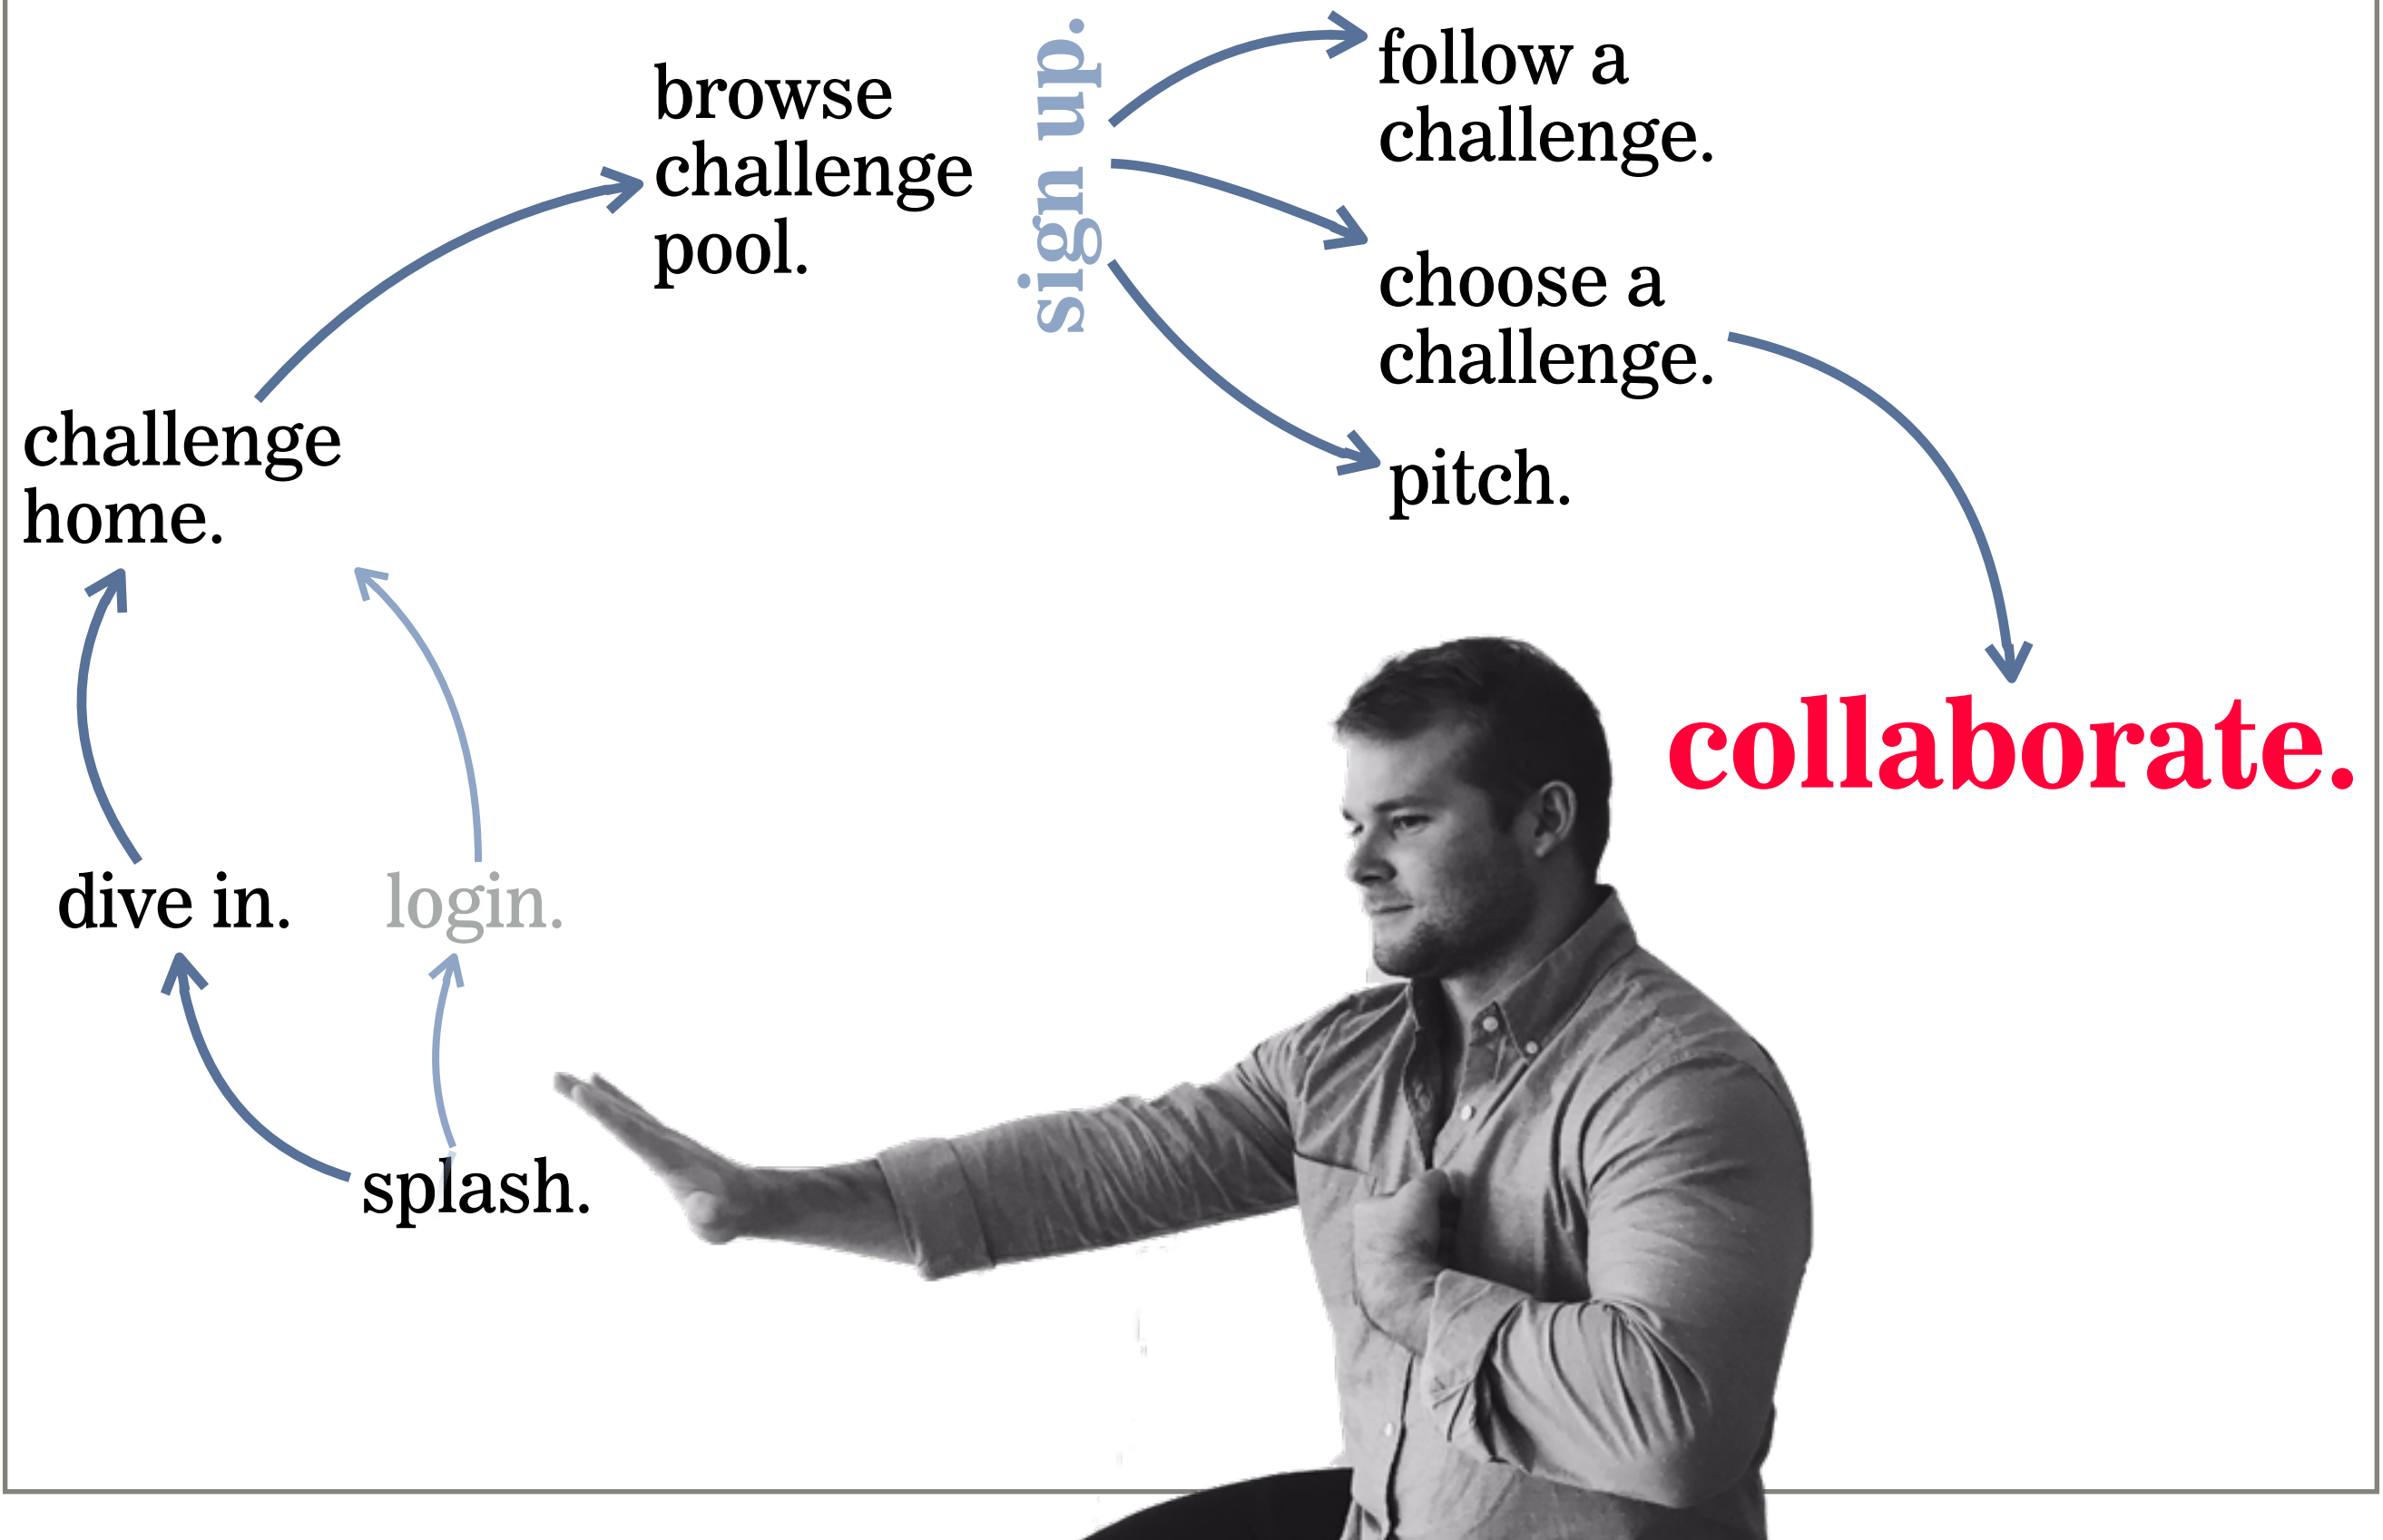 browse
challenge
pool.
sign up.
follow a
challenge.
choose a
challenge.
pitch.
challenge
home.
collaborate.
dive in.
login.
splash.